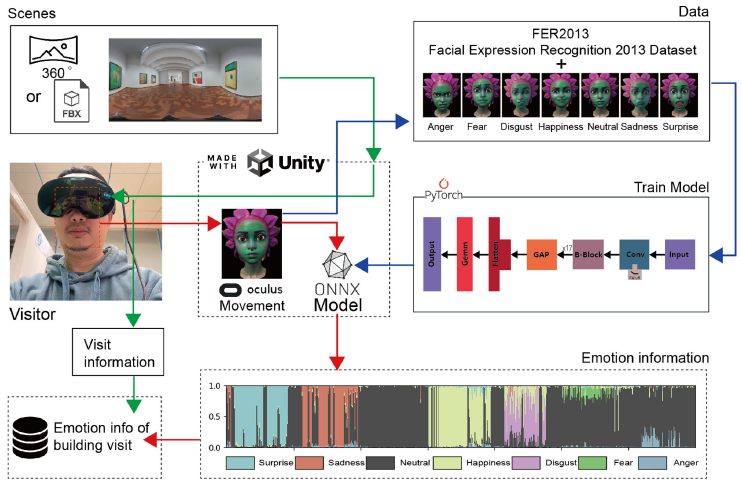 Scenes
360°
or
FBX
Data
FER2013
Facial Expression Recognition 2013 Dataset
+
Anger Fear Disgust Happiness Neutral Sadness Surprise
MADE
WITH
Unity
PyTorch
Train Model
Output Gemm Flatten GAP x17 B-Block Conv Input
oculus
Movement
ONNX
Model
Visitor
Visit
information
Emotion info of
building visit
Emotion information
1.0
0.5
0.0
Surprise Sadness Neutral Happiness Disgust Fear Anger